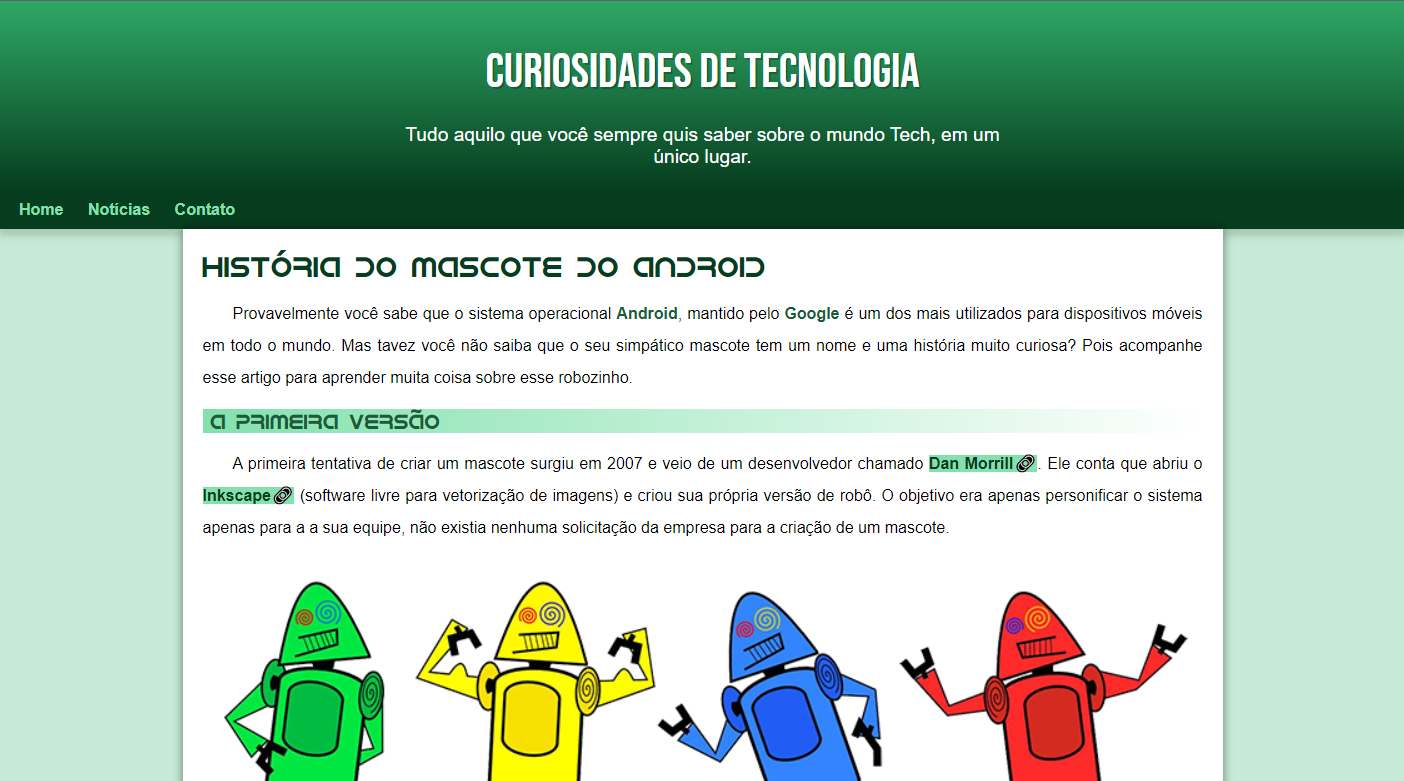 CURIOSIDADES DE TECNOLOGIA
Tudo aquilo que você sempre quis saber sobre o mundo Tech, em um
único lugar.
Home Notícias Contato
HISTÓRIA DO MASCOTE DO ANDROID
Provavelmente você sabe que o sistema operacional Android, mantido pelo Google é um dos mais utilizados para dispositivos móveis
em todo o mundo. Mas tavez você não saiba que o seu simpático mascote tem um nome e uma história muito curiosa? Pois acompanhe
esse artigo para aprender muita coisa sobre esse robozinho.
A PRIMEIRA VERSÃO
A primeira tentativa de criar um mascote surgiu em 2007 e veio de um desenvolvedor chamado Dan Morrill. Ele conta que abriu o
Inkscape (software livre para vetorização de imagens) e criou sua própria versão de robô. O objetivo era apenas personificar o sistema
apenas para a a sua equipe, não existia nenhuma solicitação da empresa para a criação de um mascote.